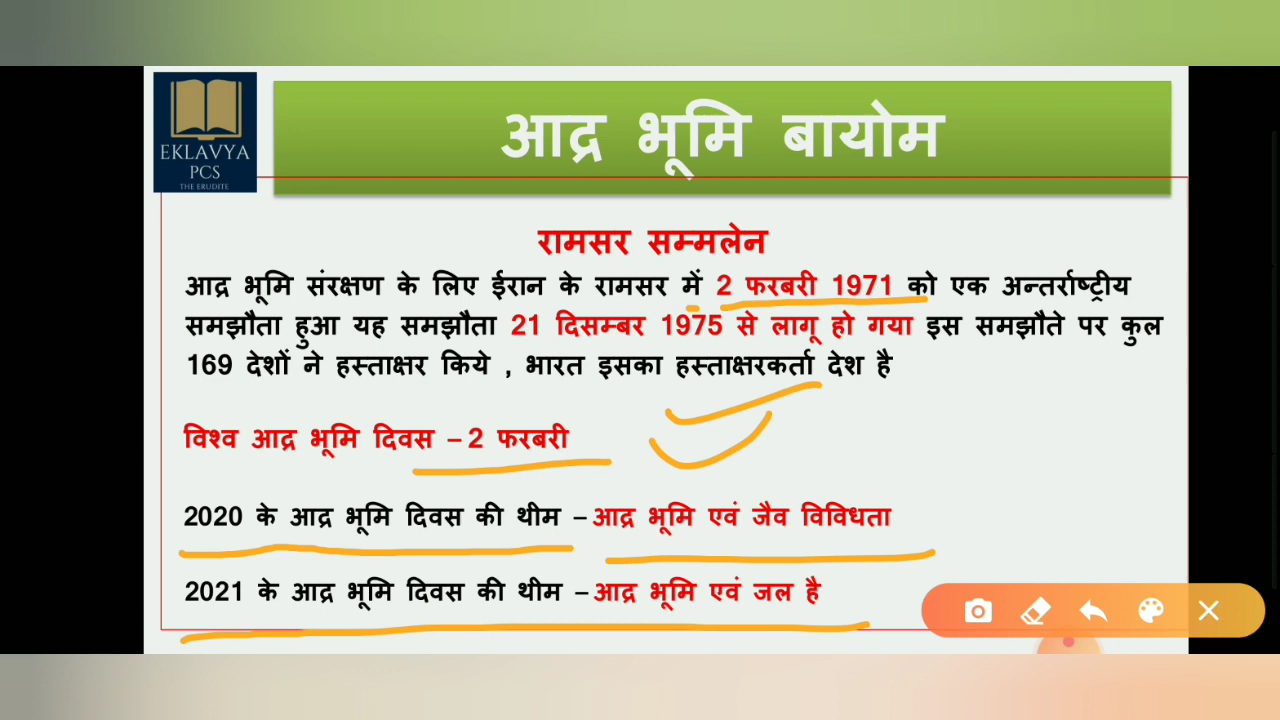 EKLAVYA
PCS
THE ERUDITE
आद्र भूमि बायोम
रामसर सम्मलेन
आद्र भूमि संरक्षण के लिए ईरान के रामसर में 2 फरबरी 1971 को एक अन्तर्राष्ट्रीय
समझौता हुआ यह समझौता 21 दिसम्बर 1975 से लागू हो गया इस समझौते पर कुल
169 देशों ने हस्ताक्षर किये , भारत इसका हस्ताक्षरकर्ता देश है
विश्व आद्र भूमि दिवस – 2 फरबरी
2020 के आद्र भूमि दिवस की थीम – आद्र भूमि एवं जैव विविधता
2021 के आद्र भूमि दिवस की थीम – आद्र भूमि एवं जल है